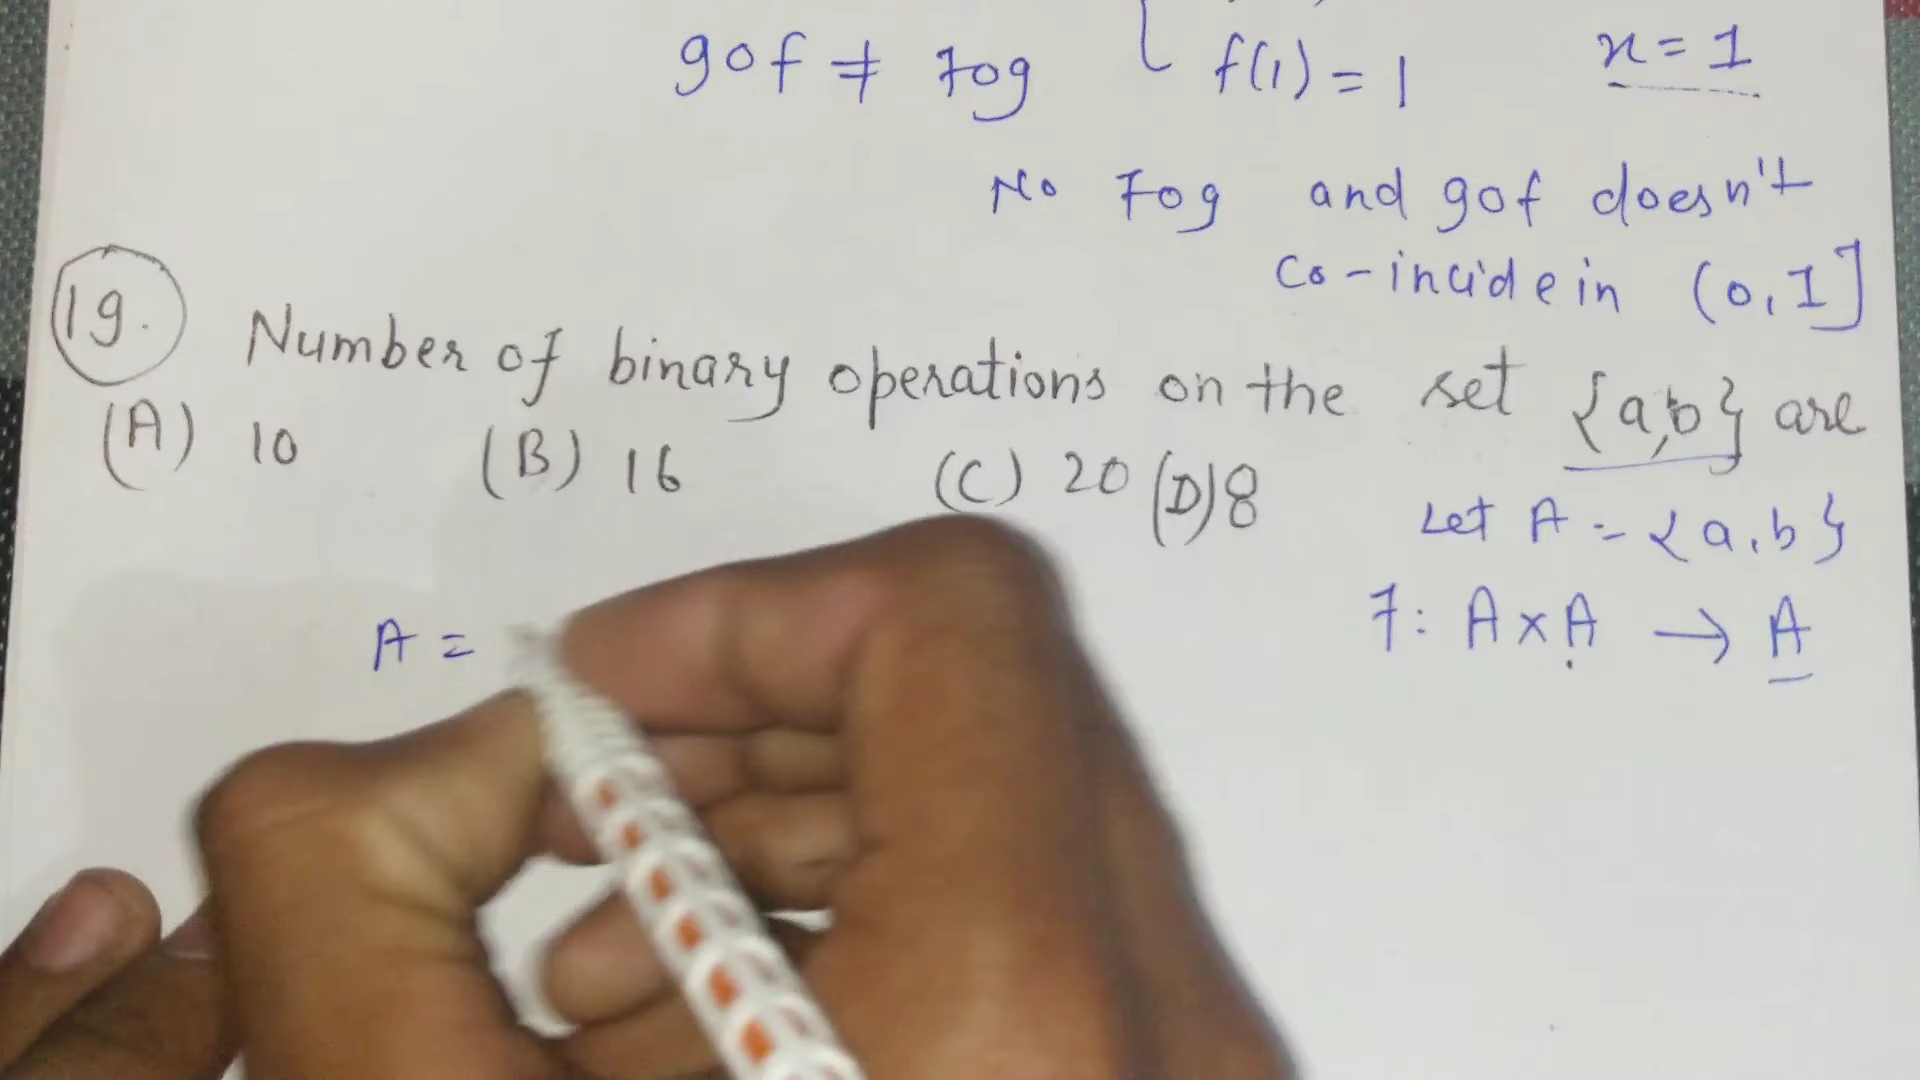 gof ≠ fog f(1) = 1 x = 1
No fog and gof doesn't
co-incide in (0, 1]
19. Number of binary operations on the set {a,b} are
(A) 10 (B) 16 (C) 20 (D) 8
Let A = {a, b}
f: A × A → A
A =